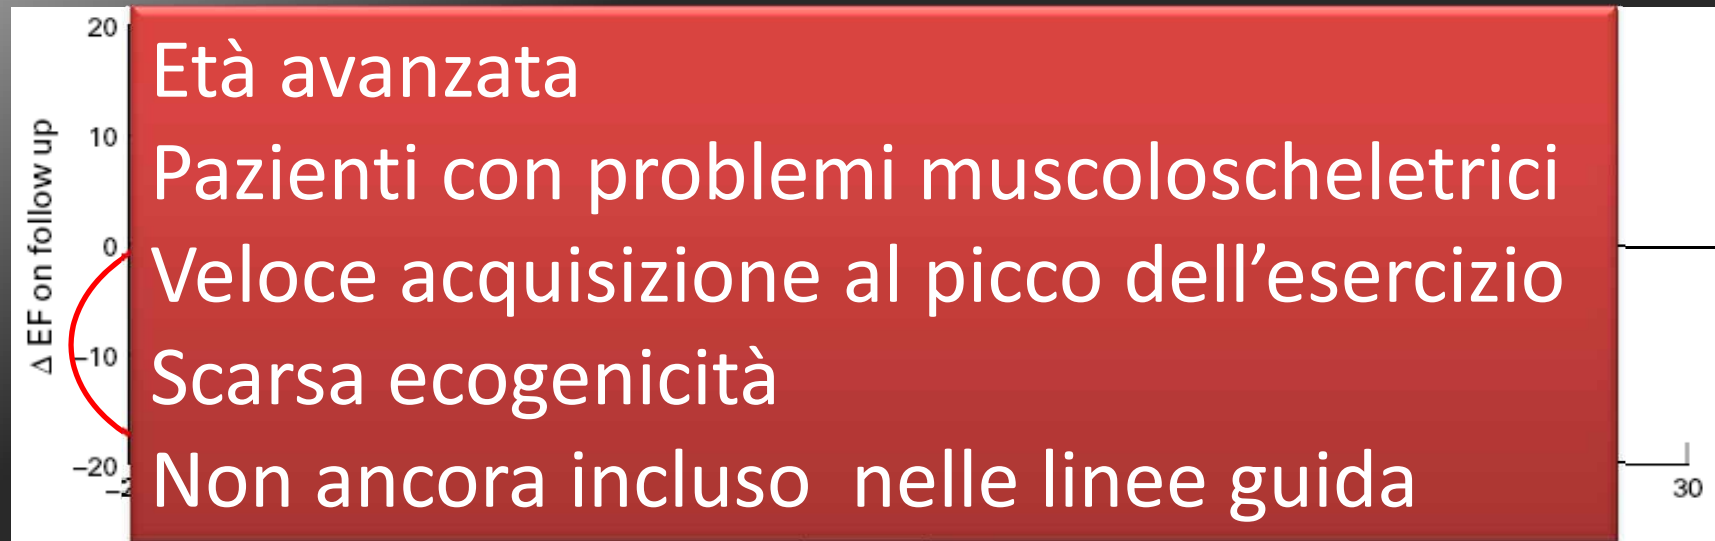 20
10
0
–10
–20
Δ EF on follow up
Età avanzata
Pazienti con problemi muscoloscheletrici
Veloce acquisizione al picco dell’esercizio
Scarsa ecogenicità
Non ancora incluso nelle linee guida
30